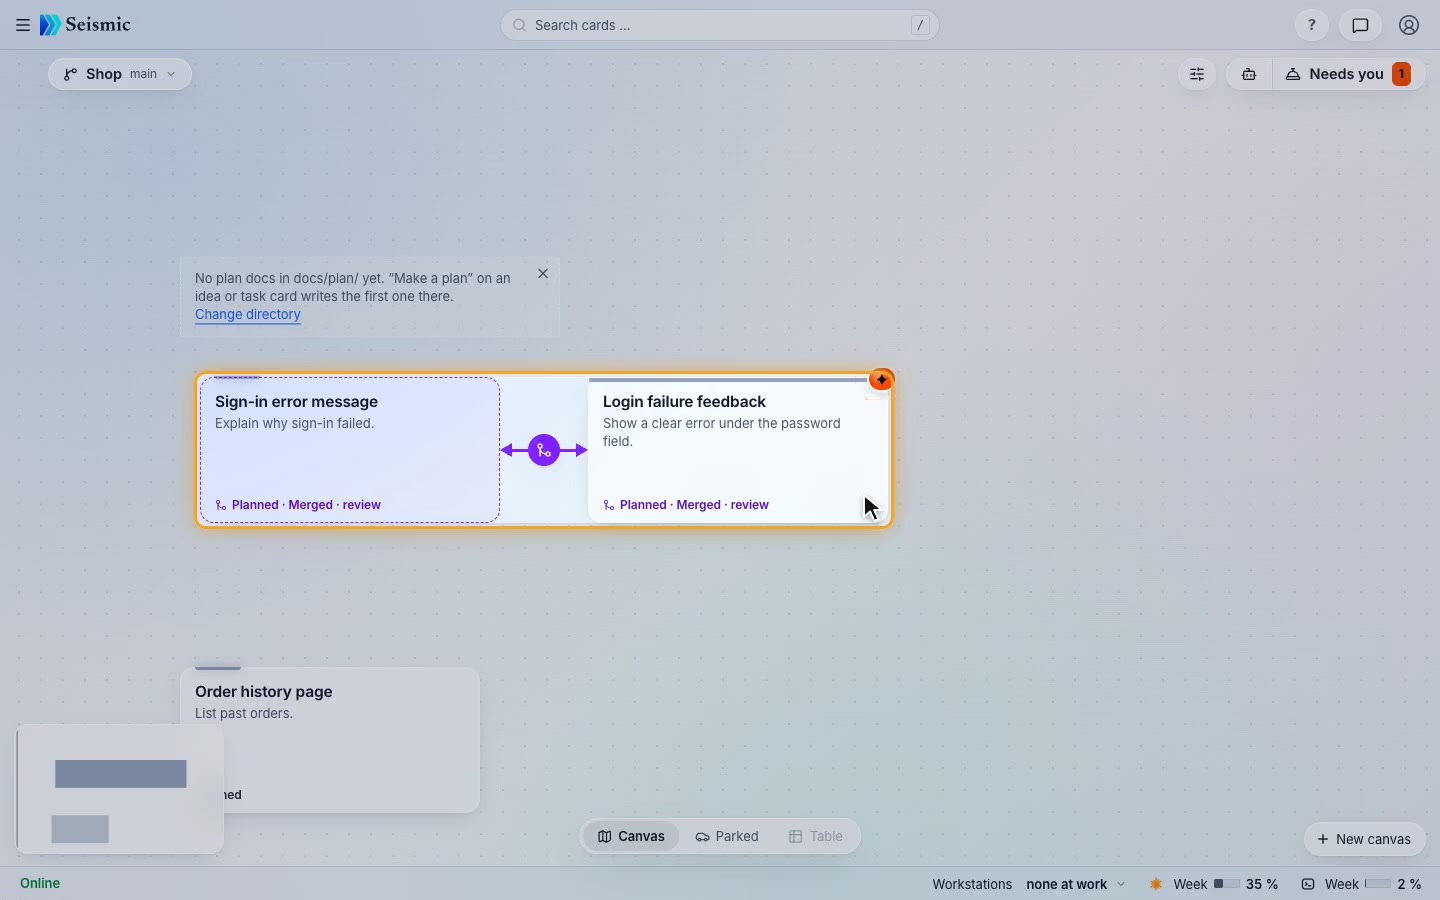 Seismic
Search cards ...
/
?
Shop main
Needs you 1
No plan docs in docs/plan/ yet. “Make a plan” on an
idea or task card writes the first one there.
Change directory
Sign-in error message
Explain why sign-in failed.
Planned · Merged · review
Login failure feedback
Show a clear error under the password
field.
Planned · Merged · review
Order history page
List past orders.
Canvas
Parked
Table
+ New canvas
Online
Workstations none at work
Week 35 %
Week 2 %